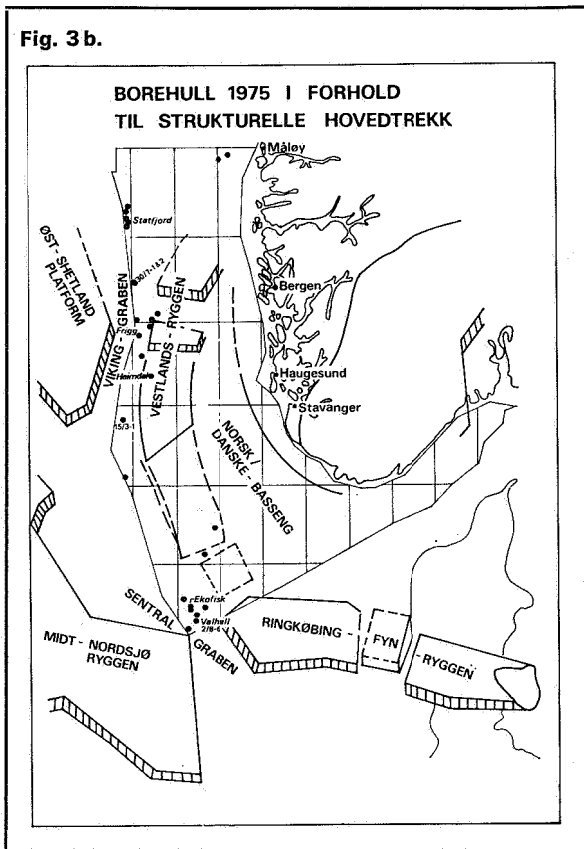 Fig. 3b.
BOREHULL 1975 I FORHOLD
TIL STRUKTURELLE HOVEDTREKK
Måløy
Statfjord
ØST-SHETLAND
PLATFORM
30/7-1&2
Bergen
VIKING-GRABEN
VESTLANDS-RYGGEN
Frigg
Heimdal
Haugesund
Stavanger
15/3-1
NORSK/
DANSKE-BASSENG
Ekofisk
Valhall
2/8-6
SENTRAL
GRABEN
MIDT-NORDSJØ
RYGGEN
RINGKØBING-
FYN
-RYGGEN